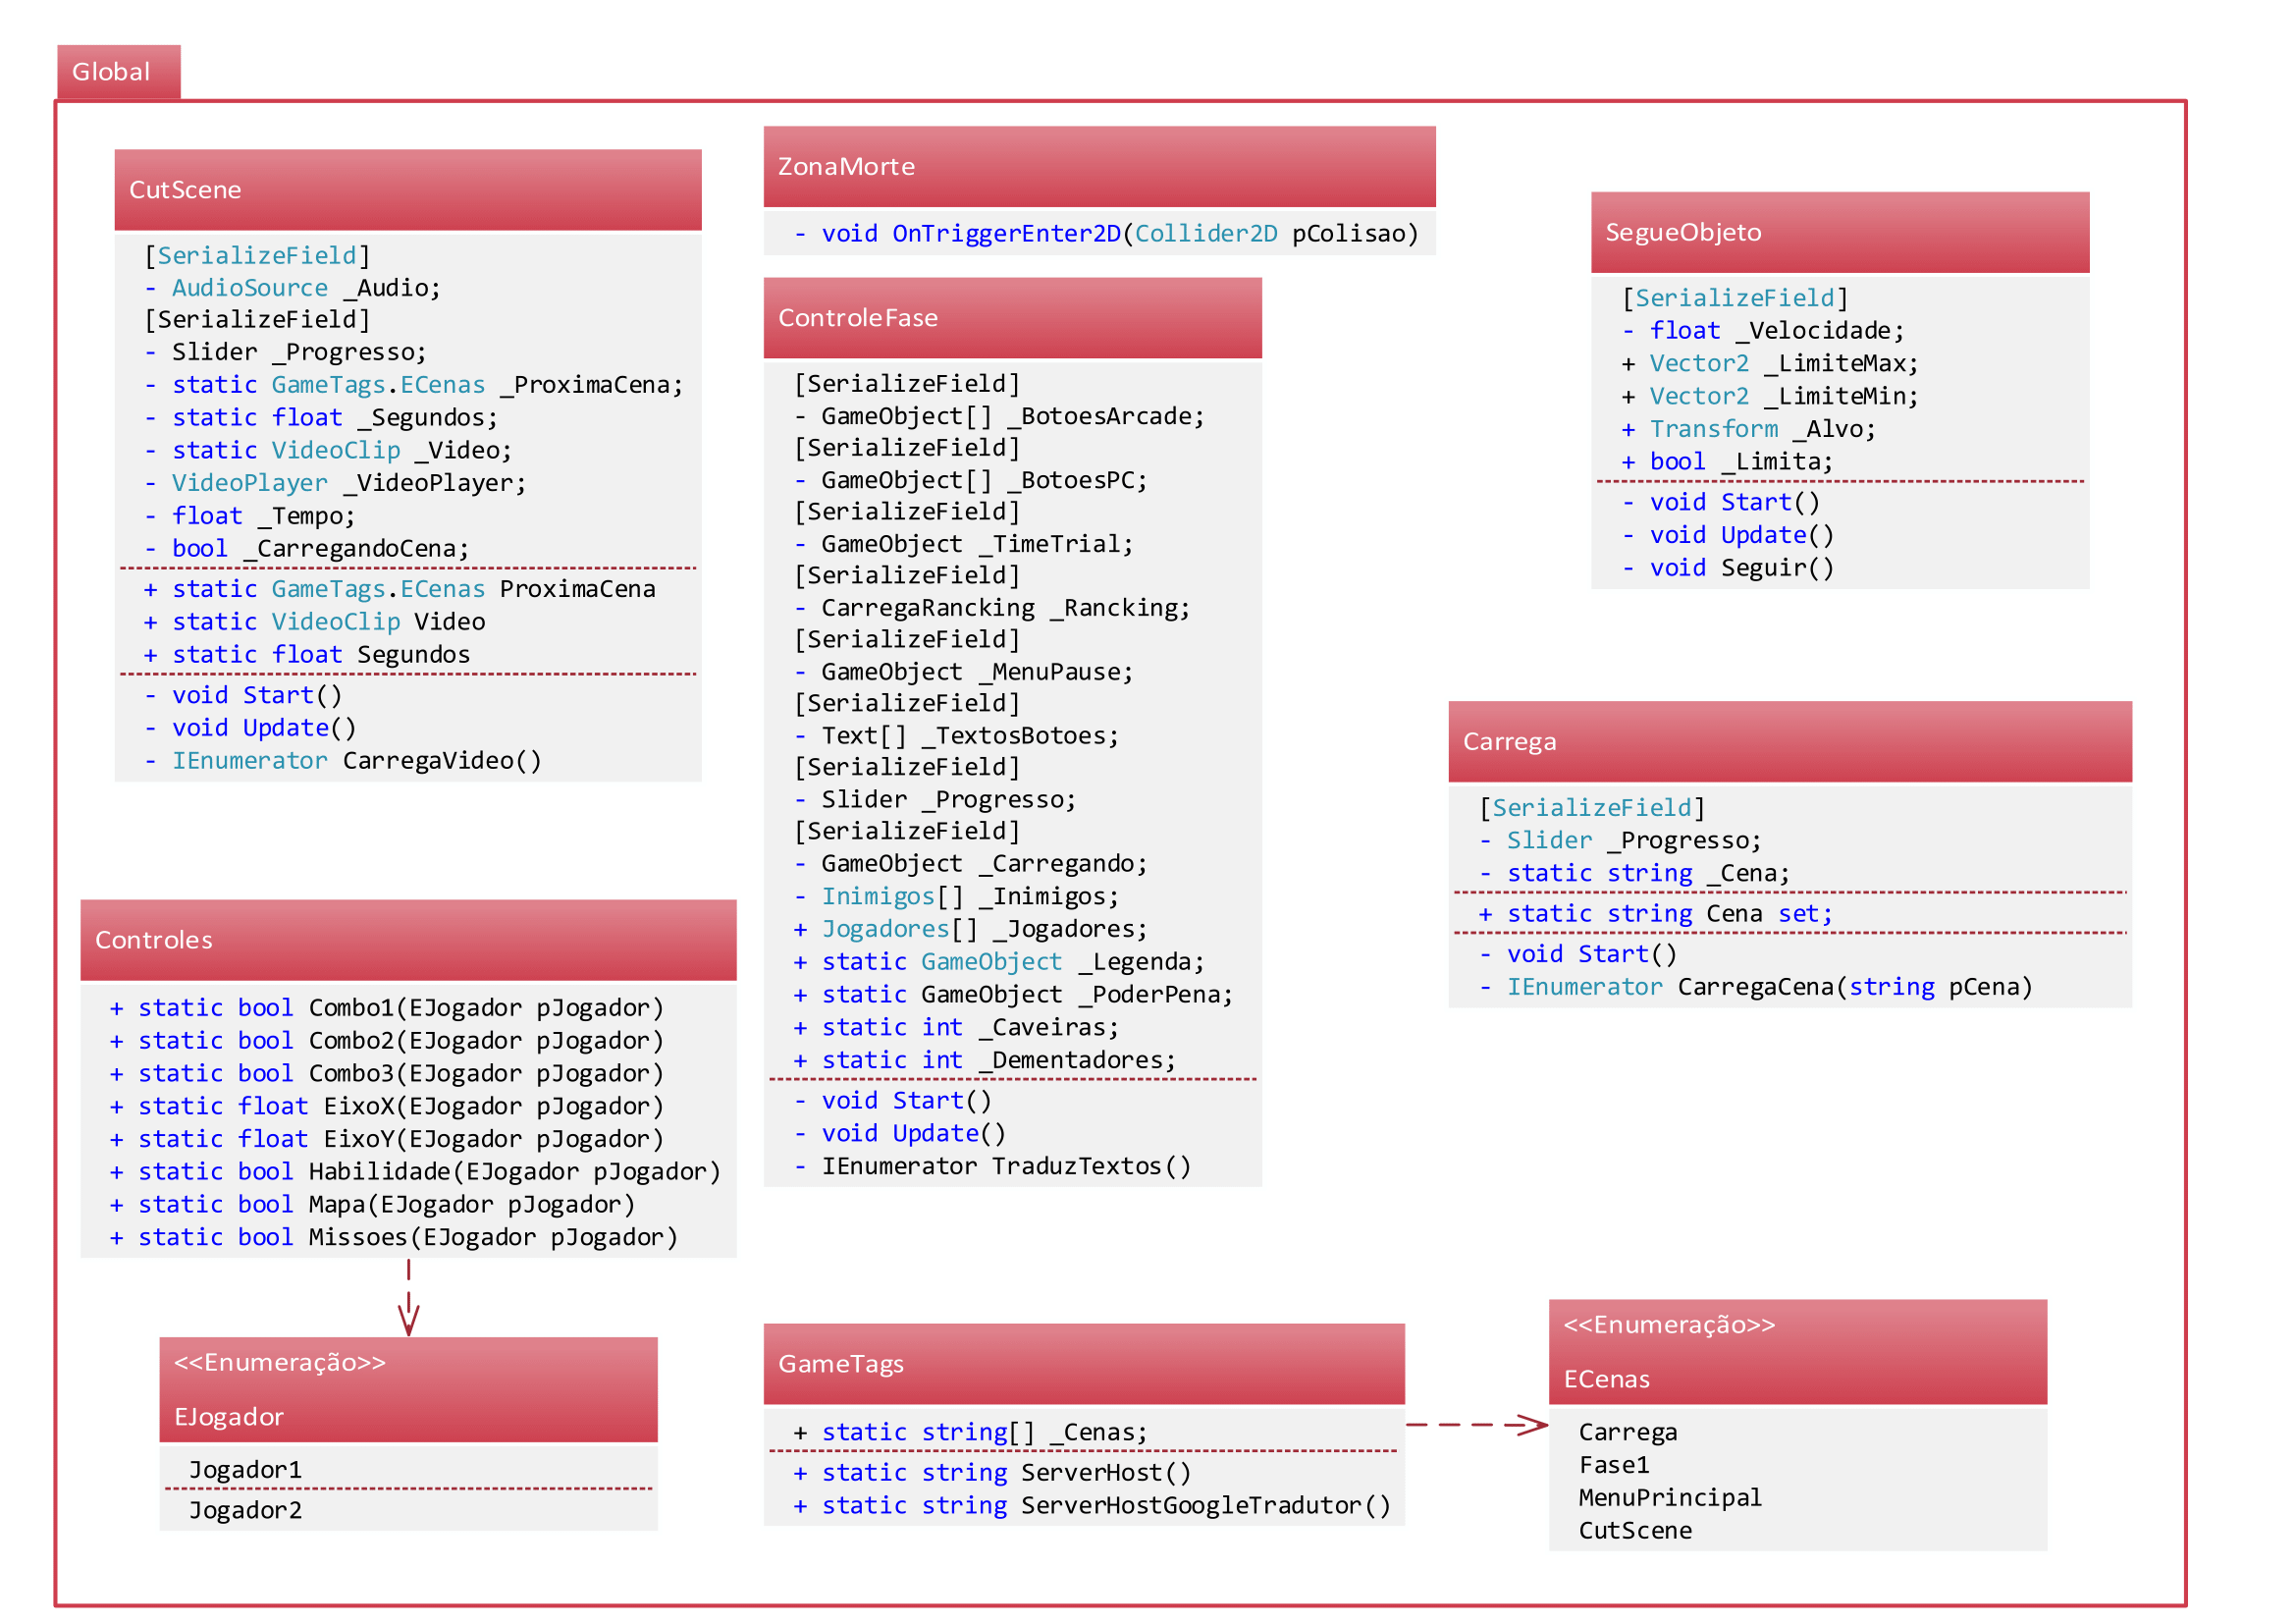 Global
CutScene
[SerializeField]
- AudioSource _Audio;
[SerializeField]
- Slider _Progresso;
- static GameTags.ECenas _ProximaCena;
- static float _Segundos;
- static VideoClip _Video;
- VideoPlayer _VideoPlayer;
- float _Tempo;
- bool _CarregandoCena;
+ static GameTags.ECenas ProximaCena
+ static VideoClip Video
+ static float Segundos
- void Start()
- void Update()
- IEnumerator CarregaVideo()
ZonaMorte
- void OnTriggerEnter2D(Collider2D pColisao)
ControleFase
[SerializeField]
- GameObject[] _BotoesArcade;
[SerializeField]
- GameObject[] _BotoesPC;
[SerializeField]
- GameObject _TimeTrial;
[SerializeField]
- CarregaRancking _Rancking;
[SerializeField]
- GameObject _MenuPause;
[SerializeField]
- Text[] _TextosBotoes;
[SerializeField]
- Slider _Progresso;
[SerializeField]
- GameObject _Carregando;
- Inimigos[] _Inimigos;
+ Jogadores[] _Jogadores;
+ static GameObject _Legenda;
+ static GameObject _PoderPena;
+ static int _Caveiras;
+ static int _Dementadores;
- void Start()
- void Update()
- IEnumerator TraduzTextos()
SegueObjeto
[SerializeField]
- float _Velocidade;
+ Vector2 _LimiteMax;
+ Vector2 _LimiteMin;
+ Transform _Alvo;
+ bool _Limita;
- void Start()
- void Update()
- void Seguir()
Carrega
[SerializeField]
- Slider _Progresso;
- static string _Cena;
+ static string Cena set;
- void Start()
- IEnumerator CarregaCena(string pCena)
Controles
+ static bool Combo1(EJogador pJogador)
+ static bool Combo2(EJogador pJogador)
+ static bool Combo3(EJogador pJogador)
+ static float EixoX(EJogador pJogador)
+ static float EixoY(EJogador pJogador)
+ static bool Habilidade(EJogador pJogador)
+ static bool Mapa(EJogador pJogador)
+ static bool Missoes(EJogador pJogador)
<<Enumeração>>
EJogador
Jogador1
Jogador2
GameTags
+ static string[] _Cenas;
+ static string ServerHost()
+ static string ServerHostGoogleTradutor()
<<Enumeração>>
ECenas
Carrega
Fase1
MenuPrincipal
CutScene